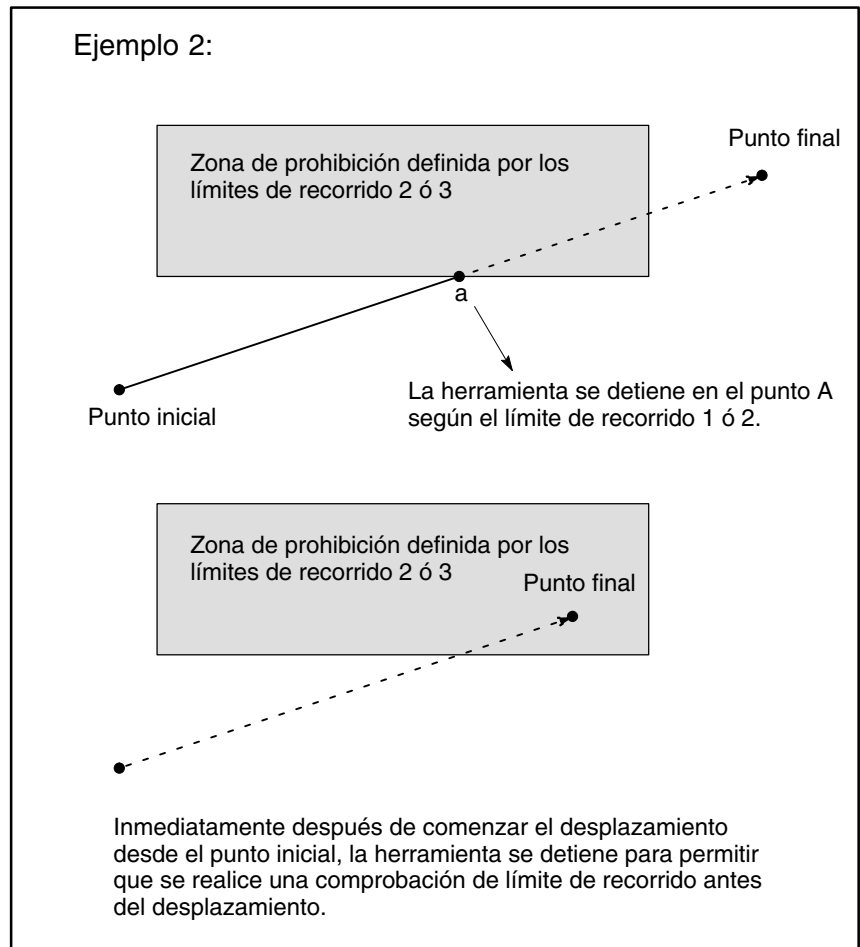 Ejemplo 2:
Zona de prohibición definida por los
límites de recorrido 2 ó 3
Punto final
a
La herramienta se detiene en el punto A
según el límite de recorrido 1 ó 2.
Punto inicial
Zona de prohibición definida por los
límites de recorrido 2 ó 3
Punto final
Inmediatamente después de comenzar el desplazamiento
desde el punto inicial, la herramienta se detiene para permitir
que se realice una comprobación de límite de recorrido antes
del desplazamiento.